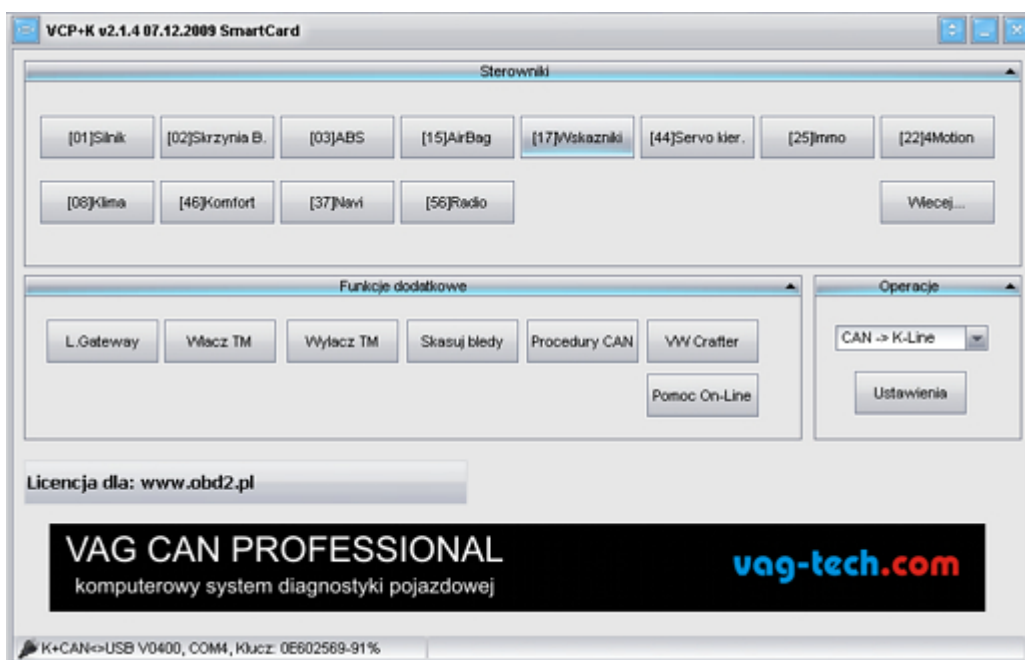 VCP+K v2.1.4 07.12.2009 SmartCard
Sterowniki
[01]Silnik [02]Skrzynia B. [03]ABS [15]AirBag [17]Wskazniki [44]Servo kier. [25]Immo [22]4Motion
[08]Klima [46]Komfort [37]Navi [56]Radio Wiecej...
Funkcje dodatkowe Operacje
L.Gateway Wlacz TM Wylacz TM Skasuj bledy Procedury CAN VW Crafter CAN -> K-Line
Pomoc On-Line Ustawienia
Licencja dla: www.obd2.pl
VAG CAN PROFESSIONAL
komputerowy system diagnostyki pojazdowej
vag-tech.com
K+CAN<>USB V0400, COM4, Klucz: 0E602569-91%